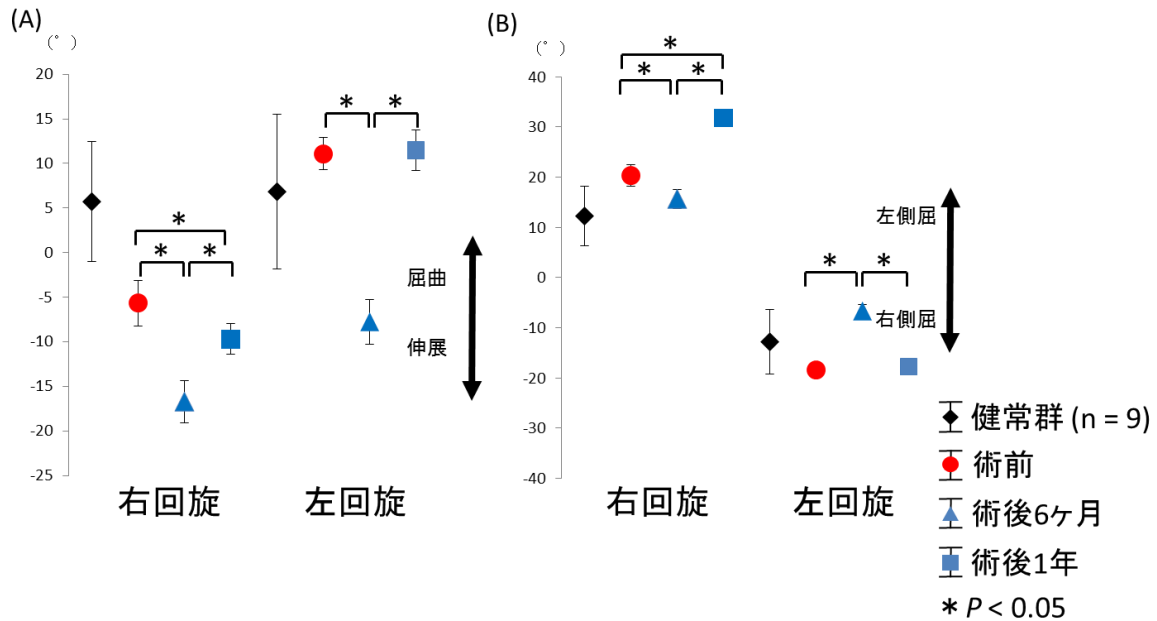 (A)
(°)
20
15
10
5
0
-5
-10
-15
-20
-25
*
* *
* *
屈曲
伸展
右回旋 左回旋
(B)
(°)
40
30
20
10
0
-10
-20
-30
-40
*
* *
* *
左側屈
右側屈
右回旋 左回旋
健常群 (n = 9)
術前
術後6ヶ月
術後1年
* P < 0.05